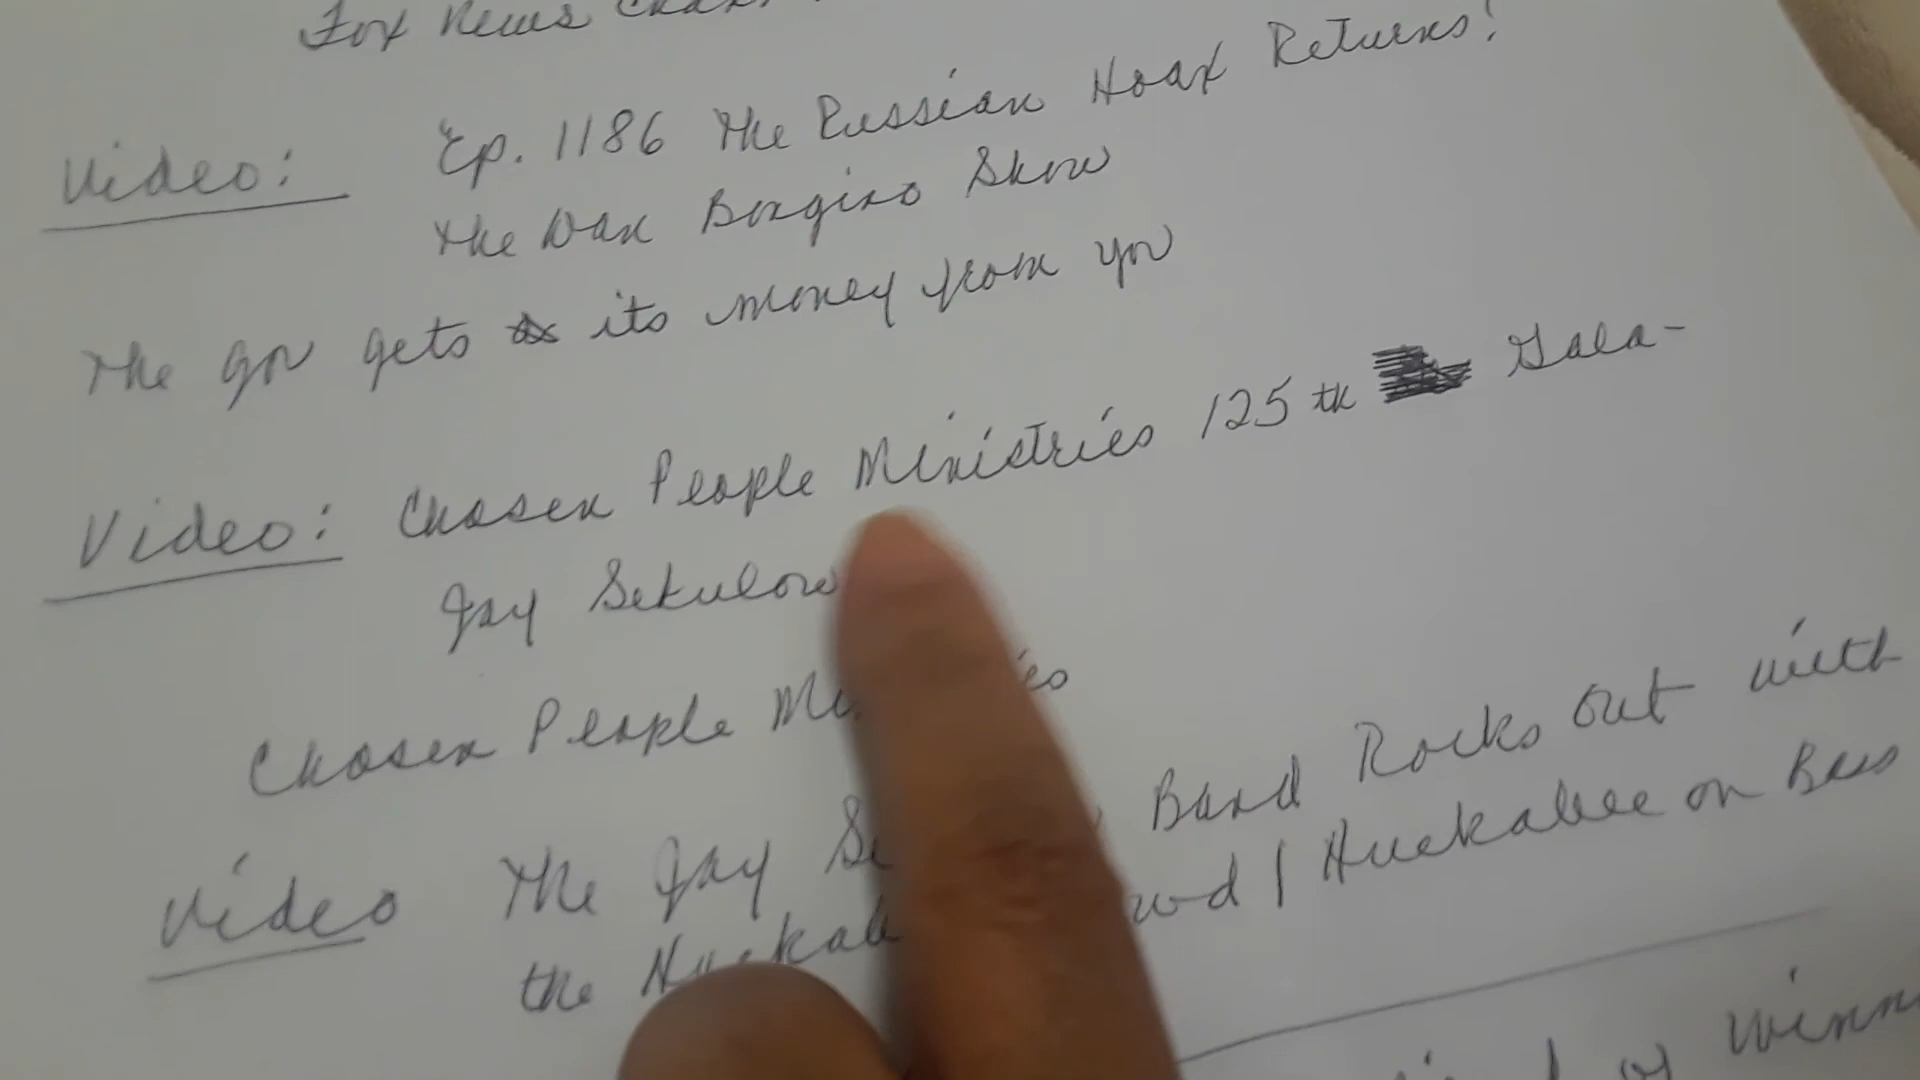 Fox News
Video: Ep. 1186 The Russian Hoax Returns!
The Dan Bongino Show
The gov gets its money from you
Video: Chosen People Ministries 125th Gala-
Jay Sekulow
Chosen People
Video The Jay Band Rocks Out with
the | Huckabee on Bass